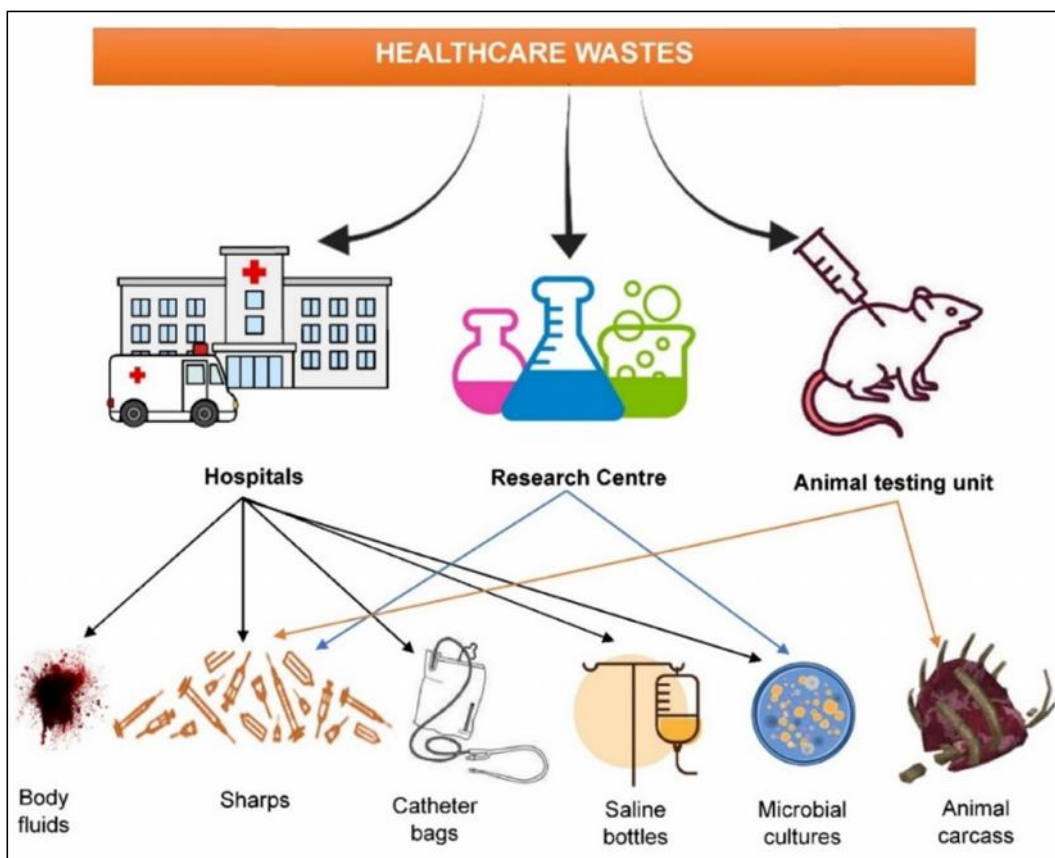 HEALTHCARE WASTES
Hospitals
Research Centre
Animal testing unit
Body
fluids
Sharps
Catheter
bags
Saline
bottles
Microbial
cultures
Animal
carcass